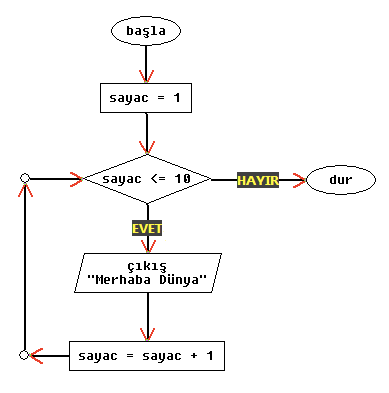 başla
sayac = 1
sayac <= 10
HAYIR
dur
EVET
çıkış
"Merhaba Dünya"
sayac = sayac + 1